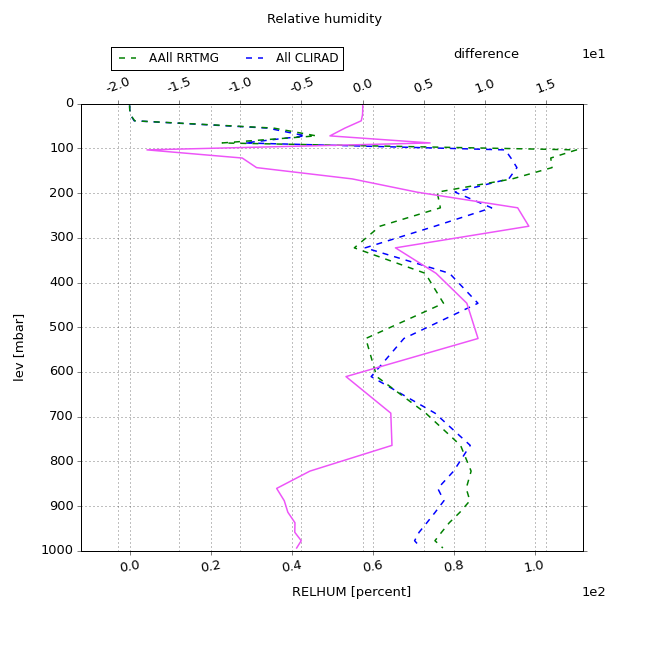 Relative humidity
AAll RRTMG All CLIRAD
difference 1e1
-2.0 -1.5 -1.0 -0.5 0.0 0.5 1.0 1.5
0
100
200
300
400
500
600
700
800
900
1000
lev [mbar]
0.0 0.2 0.4 0.6 0.8 1.0
RELHUM [percent] 1e2